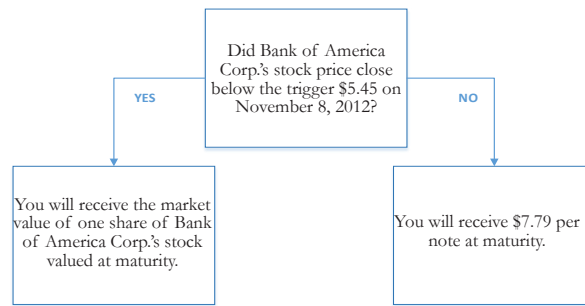 Did Bank of America
Corp.'s stock price close
below the trigger $5.45 on
November 8, 2012?
YES
NO
You will receive the market
value of one share of Bank
of America Corp.'s stock
valued at maturity.
You will receive $7.79 per
note at maturity.